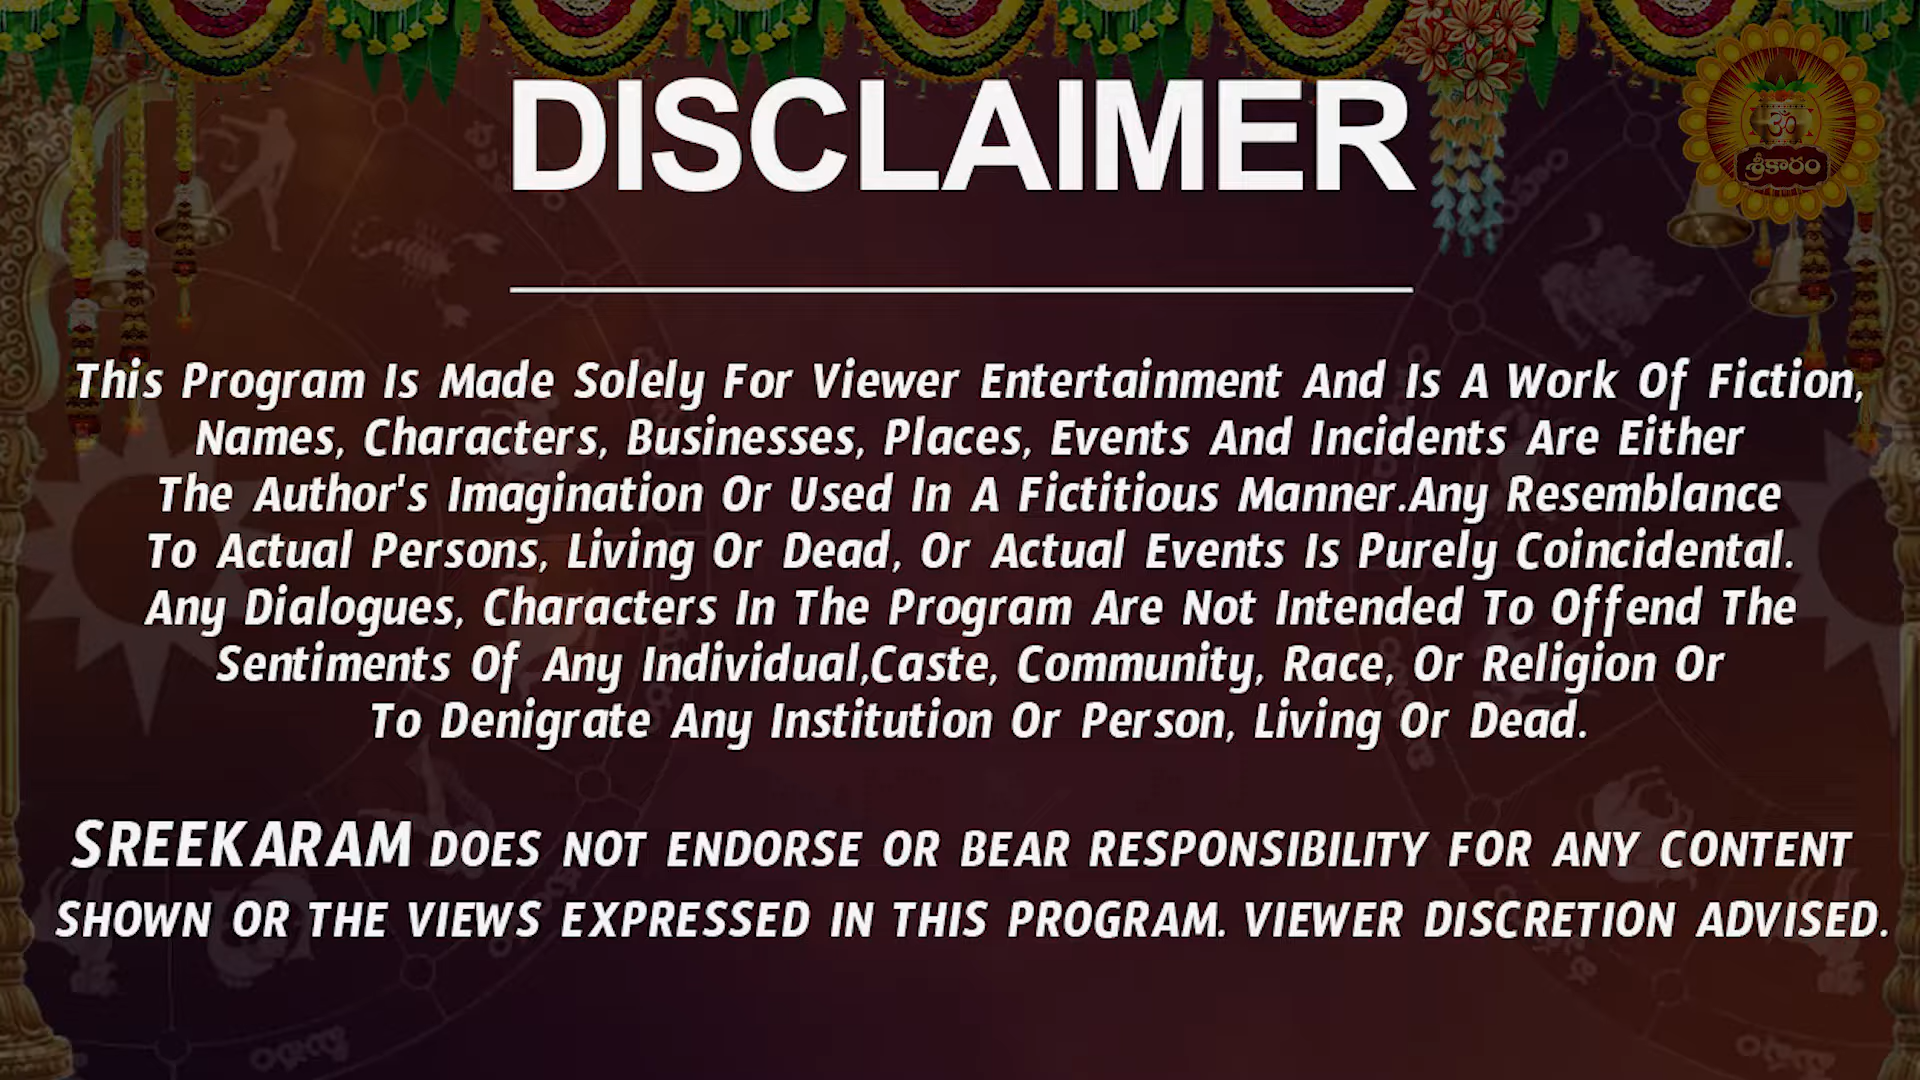 DISCLAIMER
ॐ
శ్రీకారం
This Program Is Made Solely For Viewer Entertainment And Is A Work Of Fiction,
Names, Characters, Businesses, Places, Events And Incidents Are Either
The Author's Imagination Or Used In A Fictitious Manner.Any Resemblance
To Actual Persons, Living Or Dead, Or Actual Events Is Purely Coincidental.
Any Dialogues, Characters In The Program Are Not Intended To Offend The
Sentiments Of Any Individual,Caste, Community, Race, Or Religion Or
To Denigrate Any Institution Or Person, Living Or Dead.
SREEKARAM DOES NOT ENDORSE OR BEAR RESPONSIBILITY FOR ANY CONTENT
SHOWN OR THE VIEWS EXPRESSED IN THIS PROGRAM. VIEWER DISCRETION ADVISED.